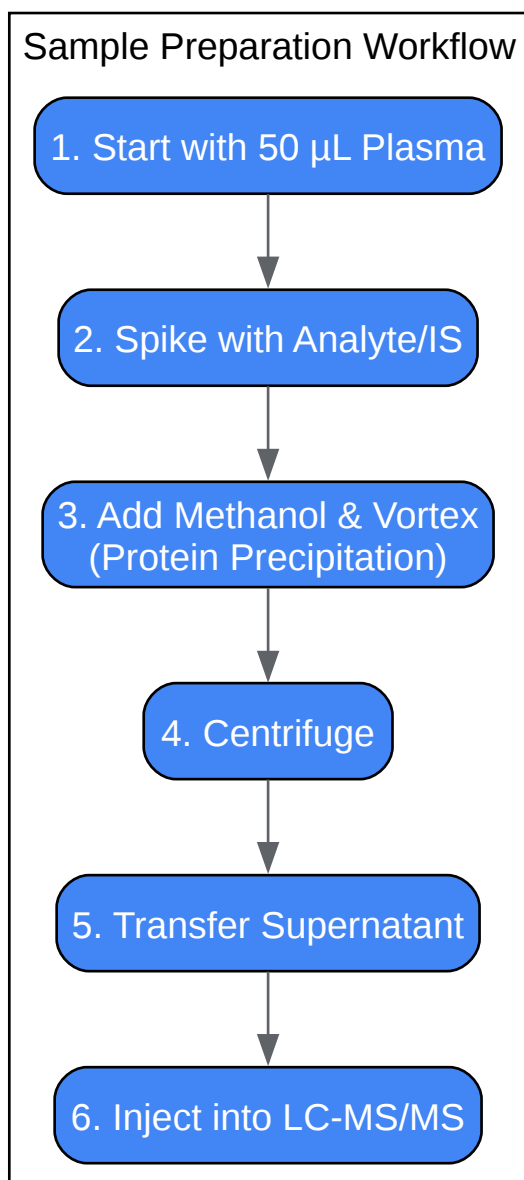 Sample Preparation Workflow
1. Start with 50 µL Plasma
2. Spike with Analyte/IS
3. Add Methanol & Vortex
(Protein Precipitation)
4. Centrifuge
5. Transfer Supernatant
6. Inject into LC-MS/MS